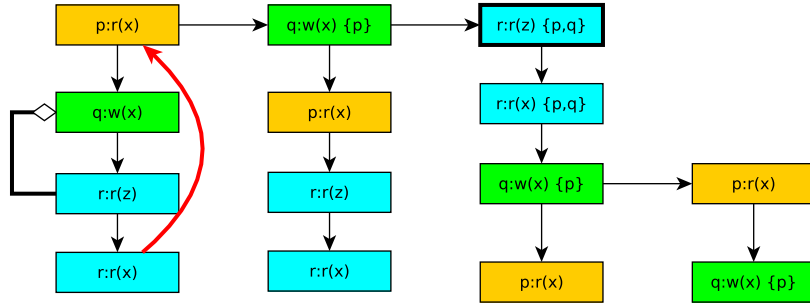 p:r(x)
q:w(x) {p}
r:r(z) {p,q}
q:w(x)
p:r(x)
r:r(x) {p,q}
r:r(z)
r:r(z)
q:w(x) {p}
p:r(x)
r:r(x)
r:r(x)
p:r(x)
q:w(x) {p}